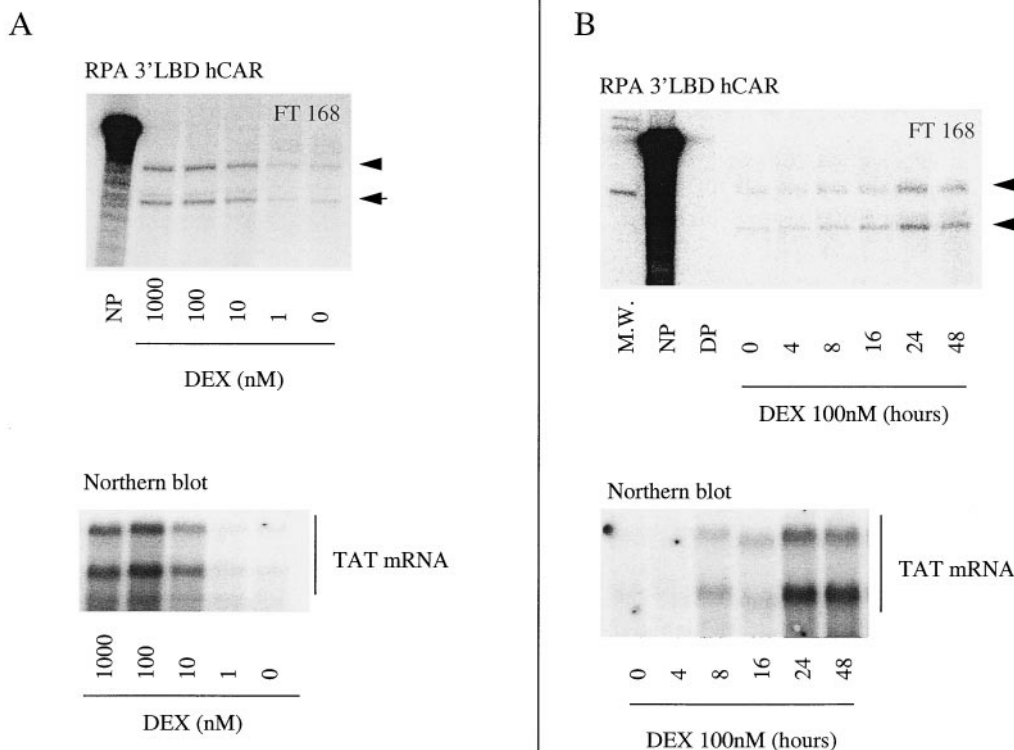 A
RPA 3'LBD hCAR
FT 168
NP
1000
100
10
1
0
DEX (nM)
Northern blot
TAT mRNA
1000
100
10
1
0
DEX (nM)
B
RPA 3'LBD hCAR
FT 168
M.W.
NP
DP
0
4
8
16
24
48
DEX 100nM (hours)
Northern blot
TAT mRNA
0
4
8
16
24
48
DEX 100nM (hours)